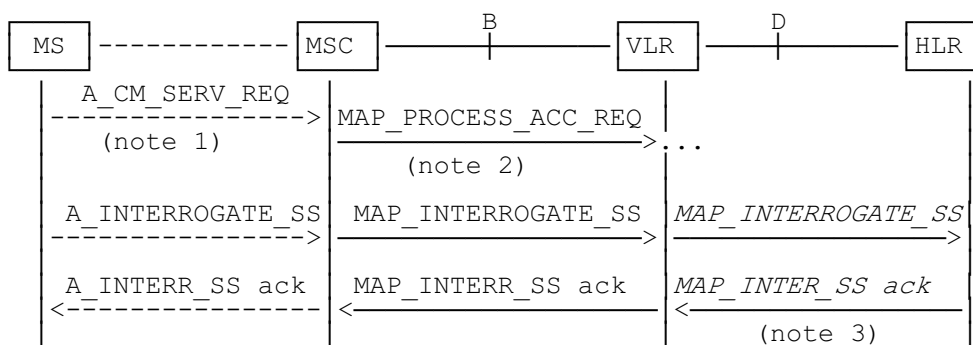 B D
MS MSC VLR HLR
A_CM_SERV_REQ
MAP_PROCESS_ACC_REQ
(note 1) ...
(note 2)
A_INTERROGATE_SS MAP_INTERROGATE_SS MAP_INTERROGATE_SS
A_INTERR_SS ack MAP_INTERR_SS ack MAP_INTER_SS ack
(note 3)